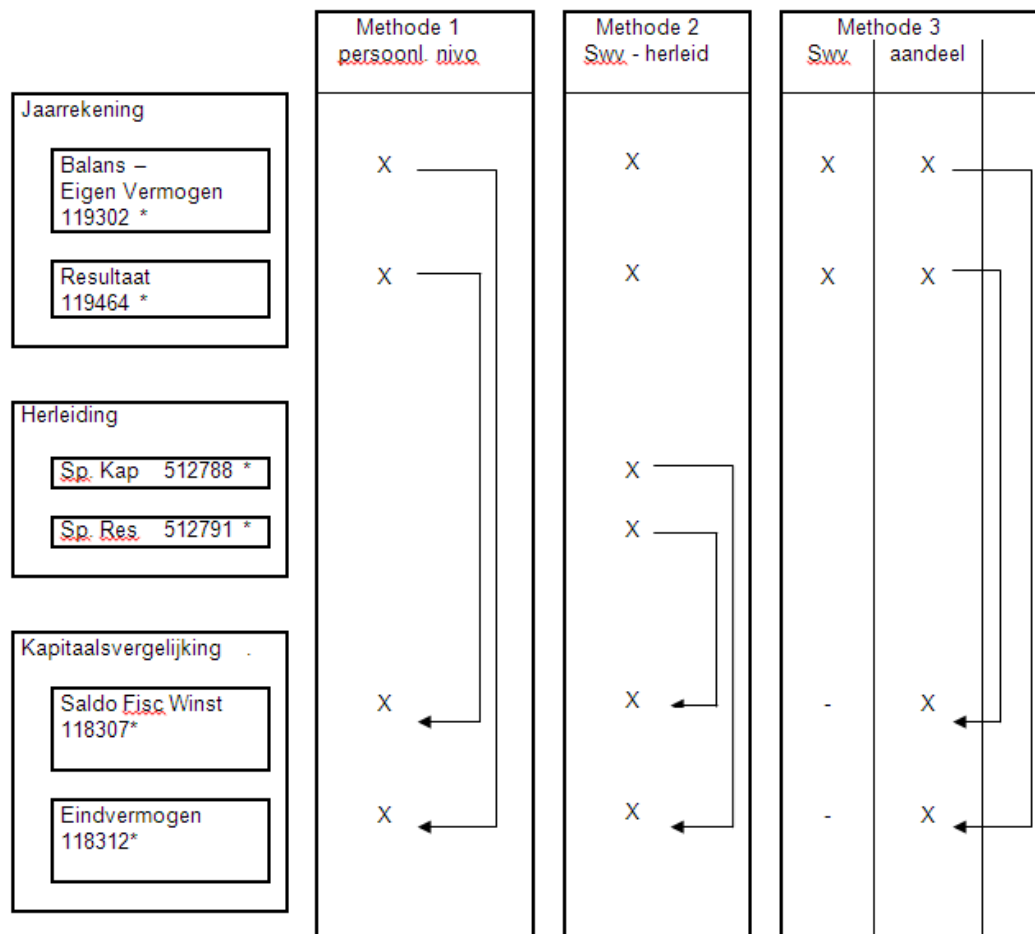 Methode 1
persoonl. nivo
Methode 2
Swv - herleid
Methode 3
Swv aandeel
Jaarrekening
Balans –
Eigen Vermogen
119302 *
X X X X
Resultaat
119464 *
X X X X
Herleiding
Sp. Kap 512788 *
X
Sp. Res 512791 *
X
Kapitaalsvergelijking .
Saldo Fisc Winst
118307*
X X - X
Eindvermogen
118312*
X X - X